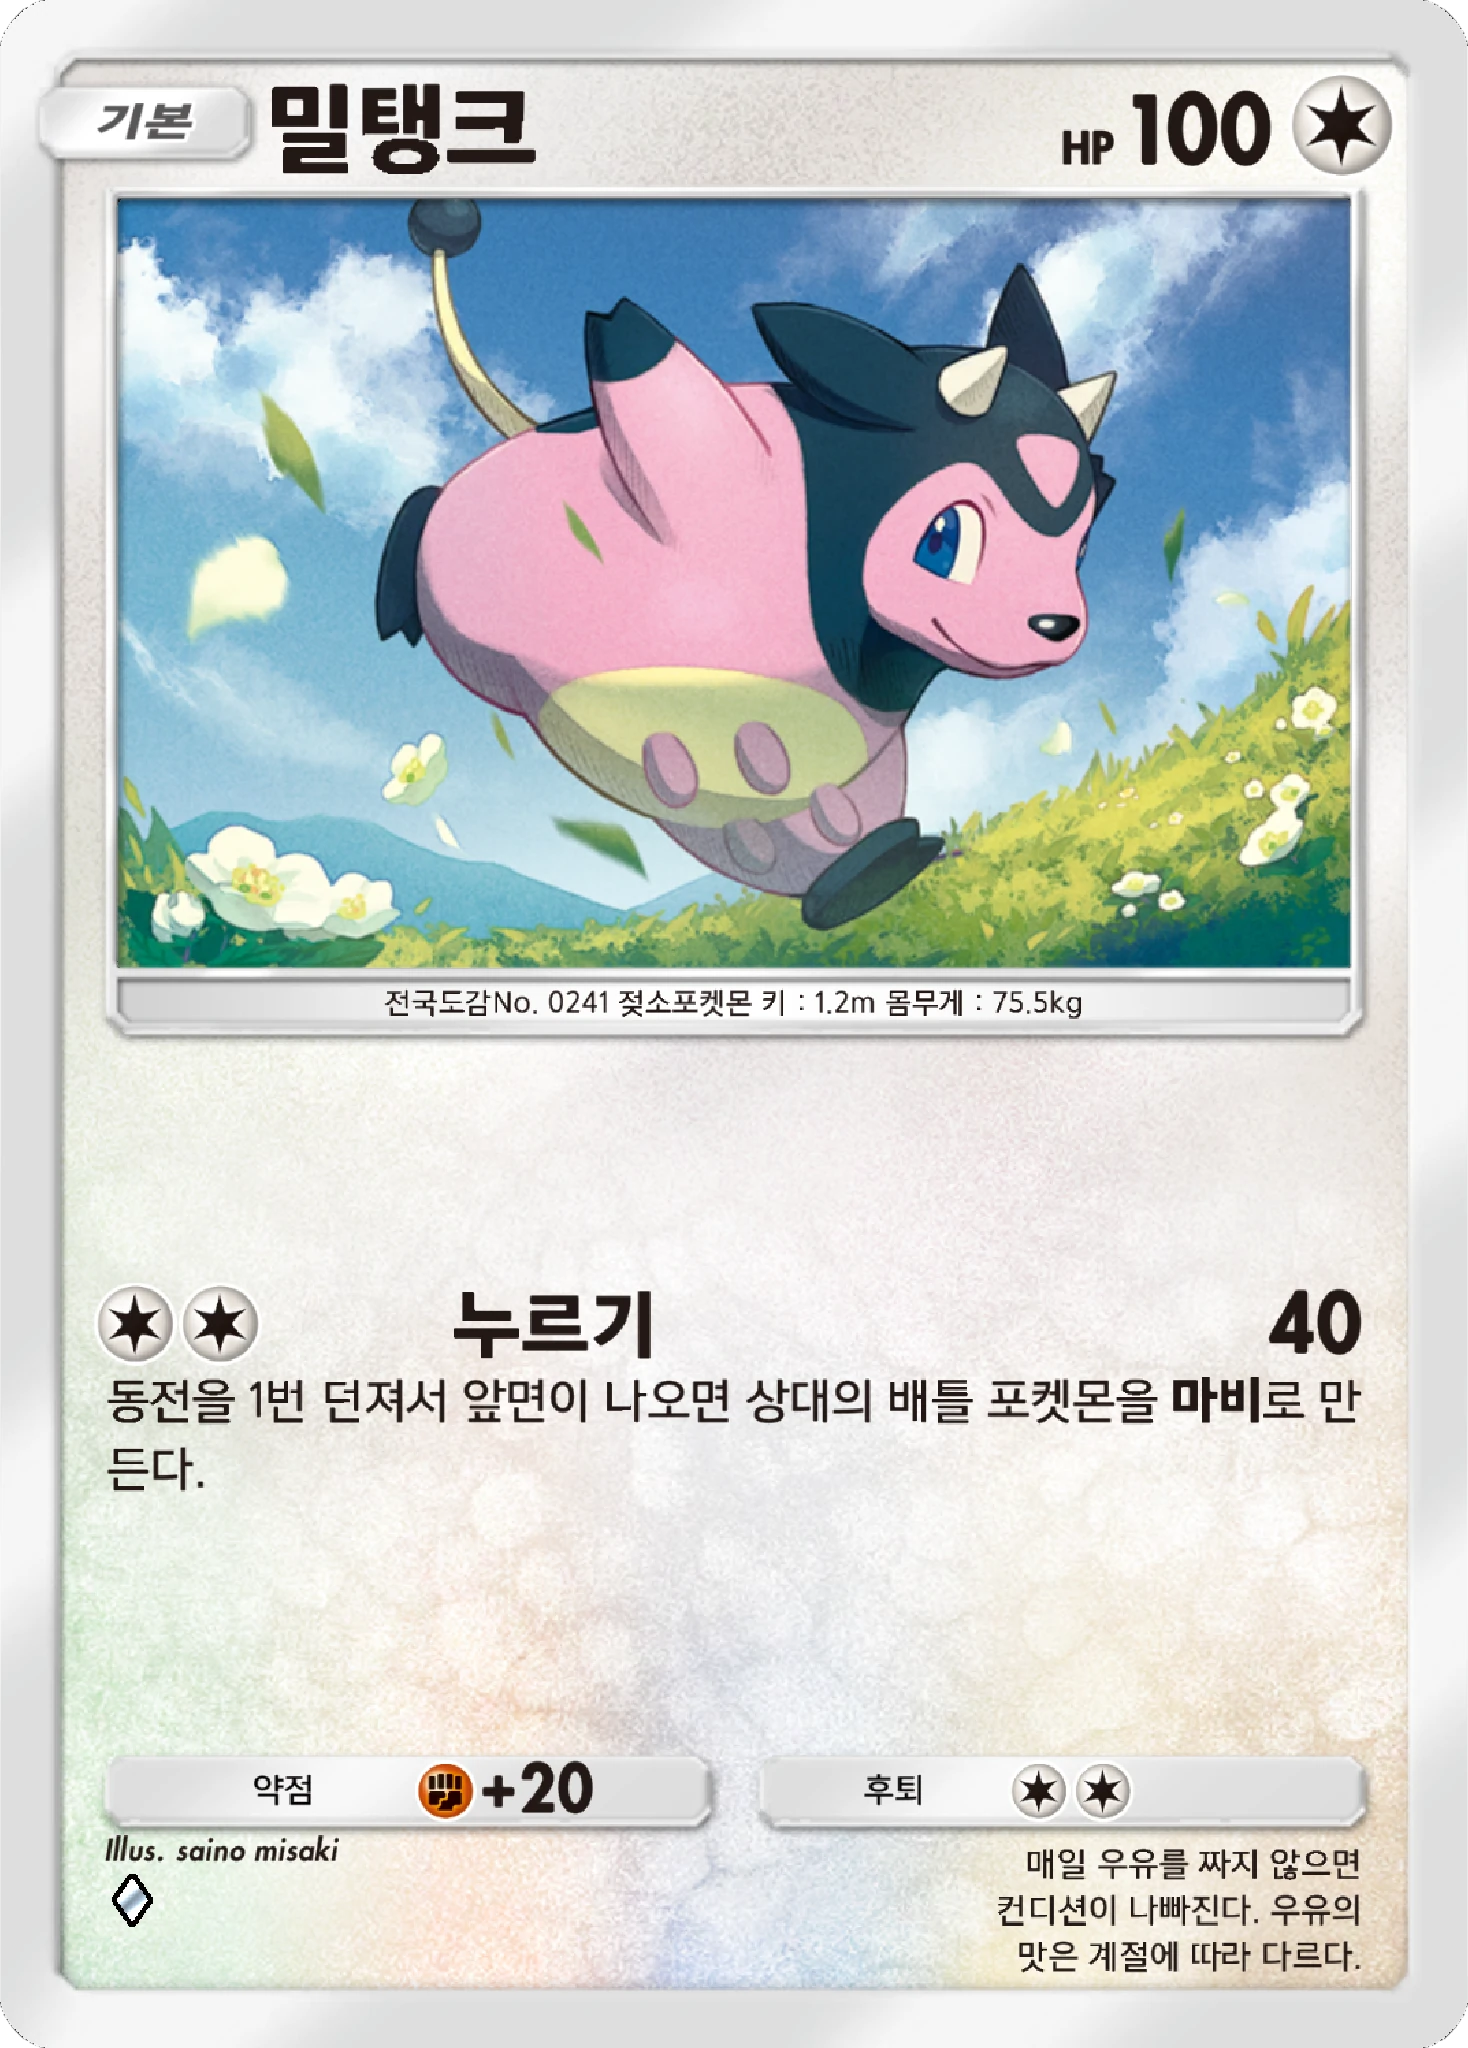 기본 밀탱크 HP 100
전국도감No. 0241 젖소포켓몬 키 : 1.2m 몸무게 : 75.5kg
누르기 40
동전을 1번 던져서 앞면이 나오면 상대의 배틀 포켓몬을 마비로 만
든다.
약점 +20 후퇴
Illus. saino misaki
매일 우유를 짜지 않으면
컨디션이 나빠진다. 우유의
맛은 계절에 따라 다르다.